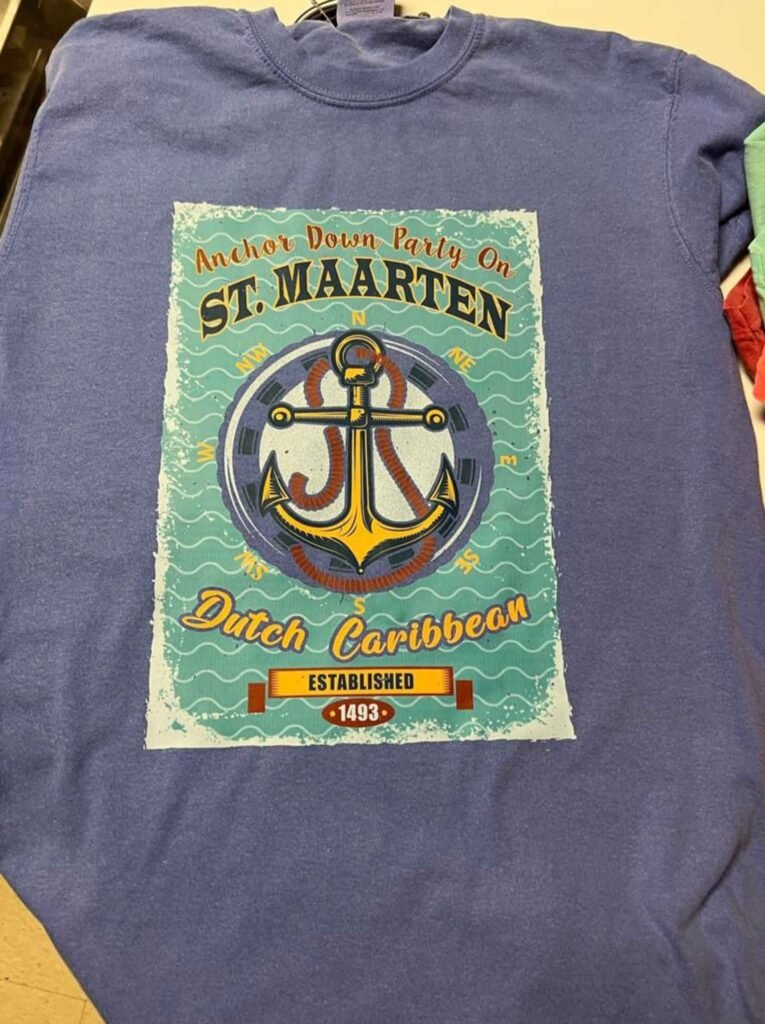 Anchor Down Party On
ST. MAARTEN
N
NW
NE
W
E
SW
SE
S
Dutch Caribbean
ESTABLISHED
1493